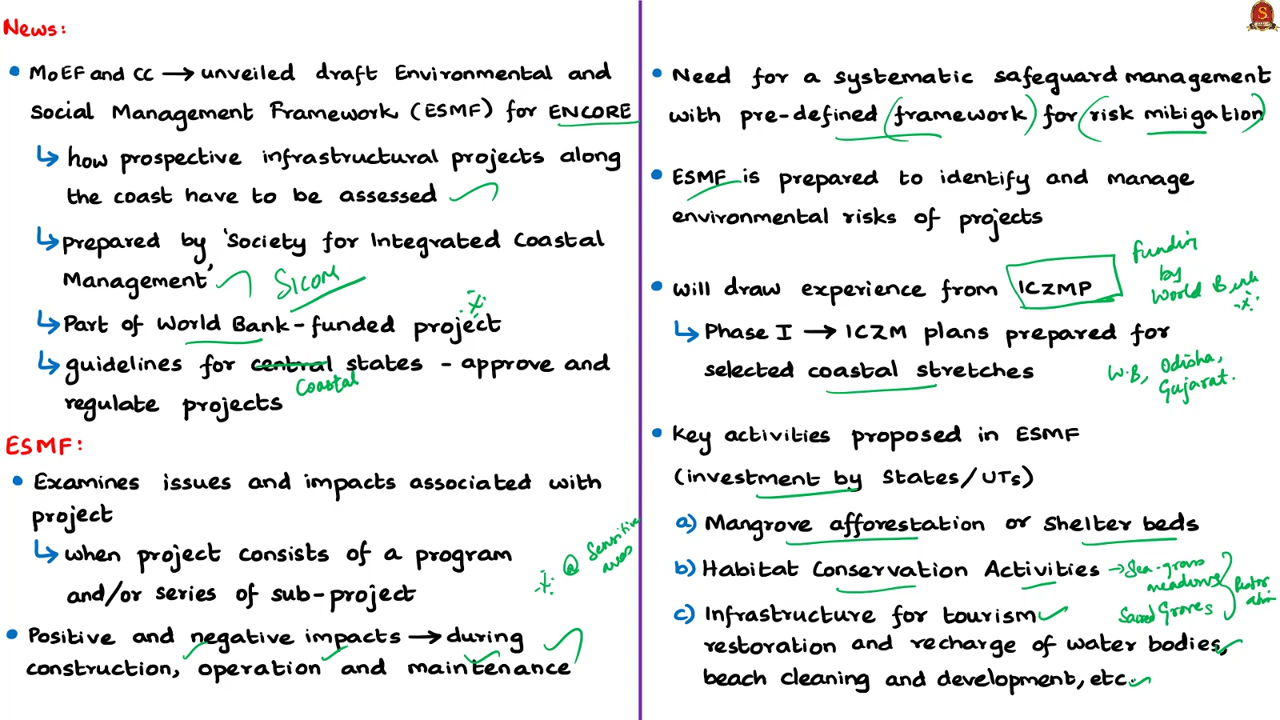 News:
• MoEF and CC → unveiled draft Environmental and
Social Management Framework (ESMF) for ENCORE
↳ how prospective infrastructural projects along
the coast have to be assessed
↳ prepared by 'Society for Integrated Coastal
Management'
SICOM
↳ Part of World Bank-funded project
↳ guidelines for central states - approve and
Coastal
regulate projects
ESMF:
• Examines issues and impacts associated with
project
↳ when project consists of a program
and/or series of sub-project
@ Sensitive
areas
• Positive and negative impacts → during
construction, operation and maintenance
• Need for a systematic safeguard management
with pre-defined (framework) for (risk mitigation)
• ESMF is prepared to identify and manage
environmental risks of projects
• will draw experience from ICZMP
Fundin
by
World Bank
↳ Phase I → ICZM plans prepared for
selected coastal stretches
W.B, Odisha,
Gujarat.
• Key activities proposed in ESMF
(investment by States/UTs)
a) Mangrove afforestation or shelter beds
b) Habitat Conservation Activities → Sea-grass
meadows
Sacred Groves
c) Infrastructure for tourism
restoration and recharge of water bodies,
beach cleaning and development, etc.
S